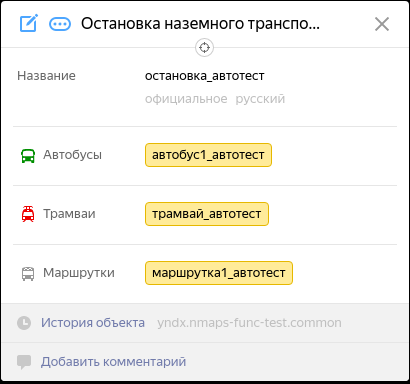 Остановка наземного транспо...
Название остановка_автотест
официальное русский
Автобусы автобус1_автотест
Трамваи трамвай_автотест
Маршрутки маршрутка1_автотест
История объекта yndx.nmaps-func-test.common
Добавить комментарий